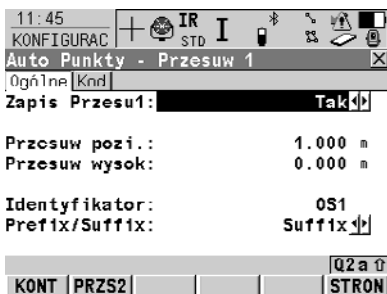 11:45
KONFIGURAC
IR
STD
I
Auto Punkty - Przesuw 1
Ogólne Kod
Zapis Przesu1: Tak
Przesuw pozi.: 1.000 m
Przesuw wysok: 0.000 m
Identyfikator: OS1
Prefix/Suffix: Suffix
Q2a
KONT PRZS2 STRON